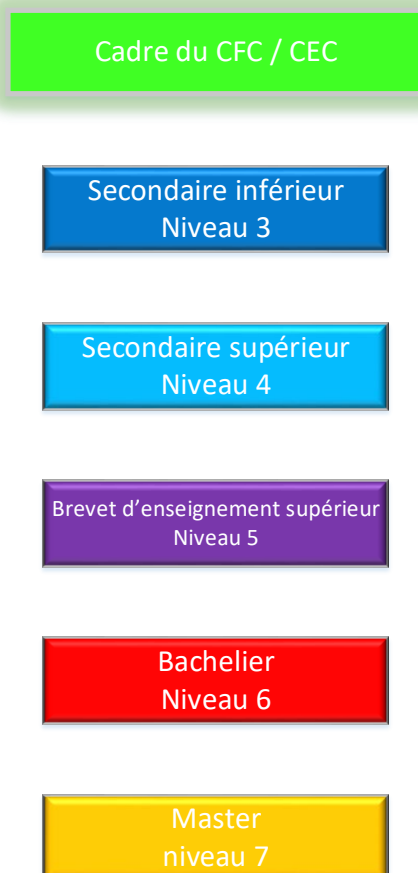 Cadre du CFC / CEC
Secondaire inférieur
Niveau 3
Secondaire supérieur
Niveau 4
Brevet d’enseignement supérieur
Niveau 5
Bachelier
Niveau 6
Master
niveau 7